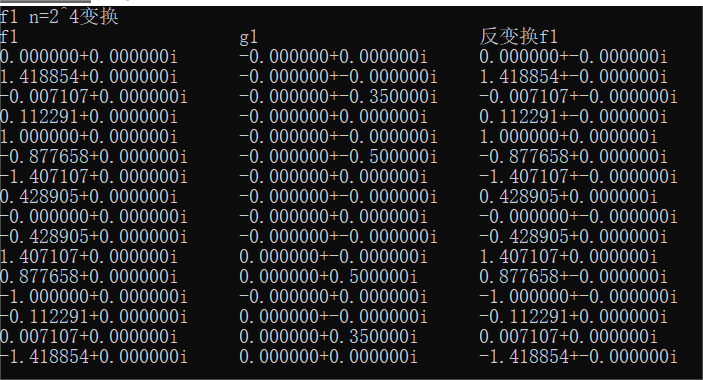 f1 n=2^4变换
f1 g1 反变换f1
0.000000+0.000000i -0.000000+0.000000i 0.000000+-0.000000i
1.418854+0.000000i -0.000000+-0.000000i 1.418854+-0.000000i
-0.007107+0.000000i -0.000000+-0.350000i -0.007107+-0.000000i
0.112291+0.000000i -0.000000+0.000000i 0.112291+-0.000000i
1.000000+0.000000i -0.000000+-0.000000i 1.000000+0.000000i
-0.877658+0.000000i -0.000000+-0.500000i -0.877658+0.000000i
-1.407107+0.000000i -0.000000+0.000000i -1.407107+-0.000000i
0.428905+0.000000i -0.000000+-0.000000i 0.428905+0.000000i
-0.000000+0.000000i -0.000000+0.000000i -0.000000+-0.000000i
-0.428905+0.000000i -0.000000+-0.000000i -0.428905+0.000000i
1.407107+0.000000i 0.000000+-0.000000i 1.407107+0.000000i
0.877658+0.000000i 0.000000+0.500000i 0.877658+-0.000000i
-1.000000+0.000000i -0.000000+0.000000i -1.000000+-0.000000i
-0.112291+0.000000i 0.000000+-0.000000i -0.112291+0.000000i
0.007107+0.000000i 0.000000+0.350000i 0.007107+0.000000i
-1.418854+0.000000i 0.000000+0.000000i -1.418854+-0.000000i